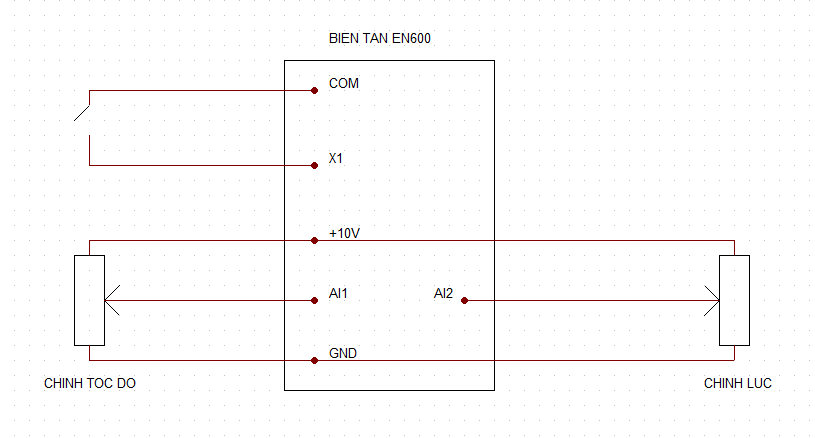 BIEN TAN EN600
COM
X1
+10V
AI1
AI2
GND
CHINH TOC DO
CHINH LUC